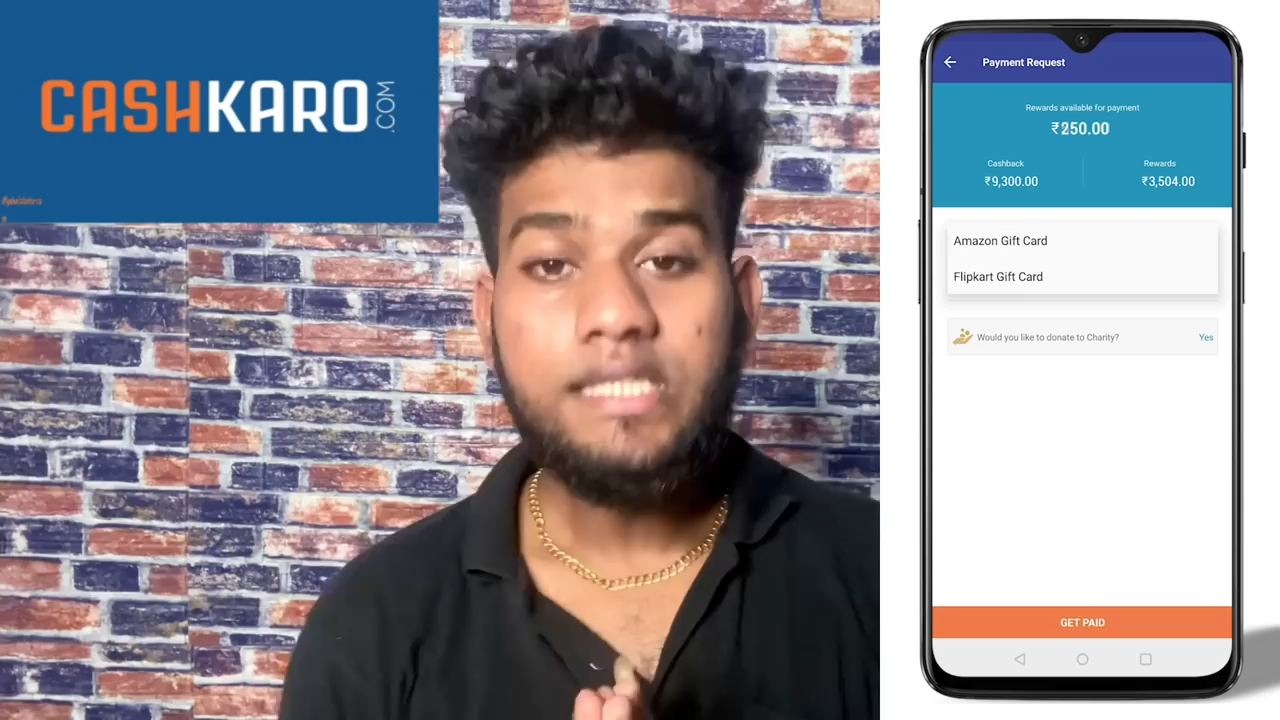 CASHKARO.COM
Payment Request
Rewards available for payment
₹250.00
Cashback
Rewards
₹9,300.00
₹3,504.00
Amazon Gift Card
Flipkart Gift Card
Would you like to donate to Charity?
Yes
GET PAID